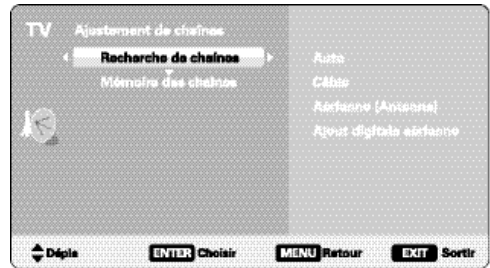 TV
Ajustement de chaînes
Recherche de chaînes
Mémoire des chaînes
Auto
Câble
Aérienne (Antenne)
Ajout digitale aérienne
Dépla
ENTER Choisir
MENU Retour
EXIT Sortir